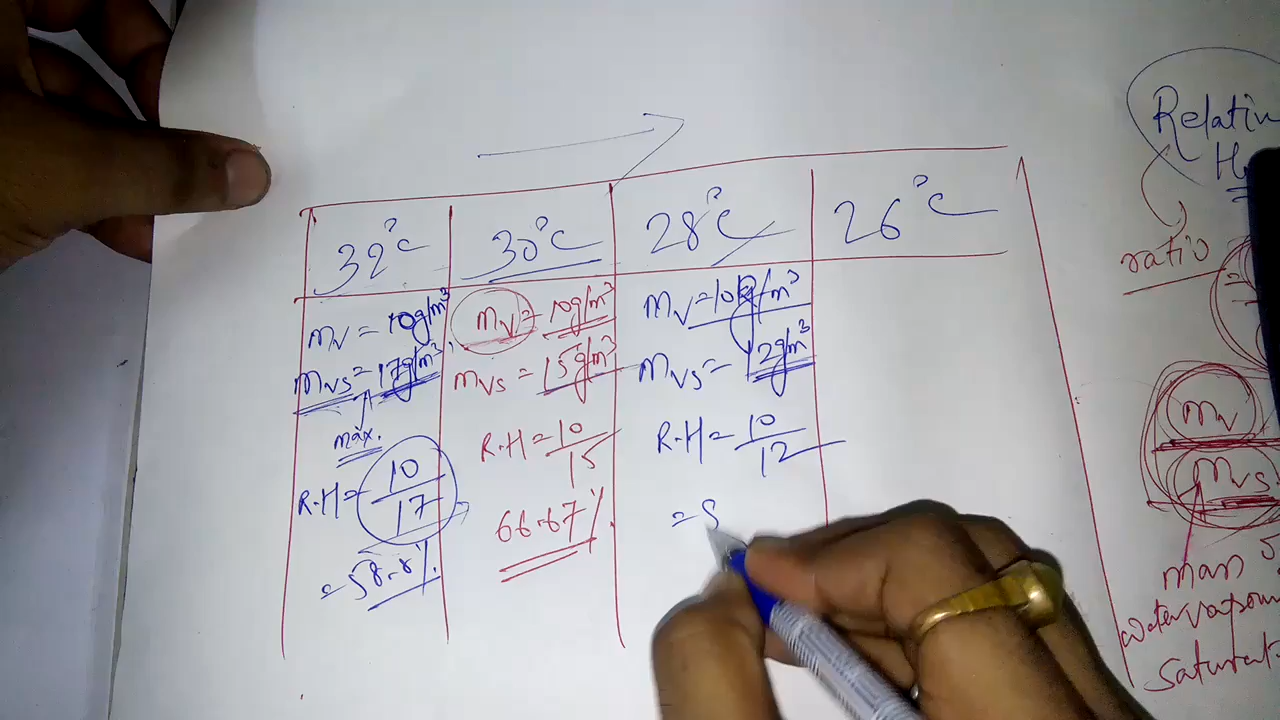 32°C
30°C
28°C
26°C
mv = 10g/m³
mvs = 17g/m³
max.
R.H = 10/17
= 58.8%
mv = 10g/m³
mvs = 15g/m³
R.H = 10/15
66.67%
mv = 10g/m³
mvs = 12g/m³
R.H = 10/12
= 8
Relativ
H
ratio
mv
mvs
water vapour
Saturat